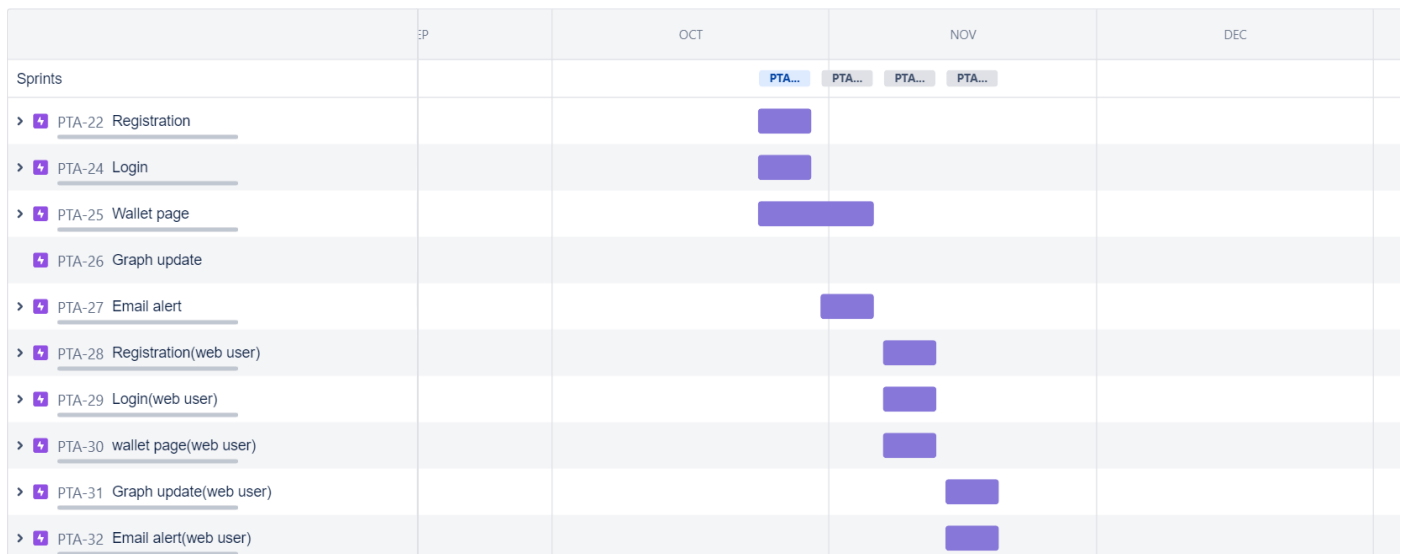 EP OCT NOV DEC
Sprints PTA... PTA... PTA... PTA...
PTA-22 Registration
PTA-24 Login
PTA-25 Wallet page
PTA-26 Graph update
PTA-27 Email alert
PTA-28 Registration(web user)
PTA-29 Login(web user)
PTA-30 wallet page(web user)
PTA-31 Graph update(web user)
PTA-32 Email alert(web user)